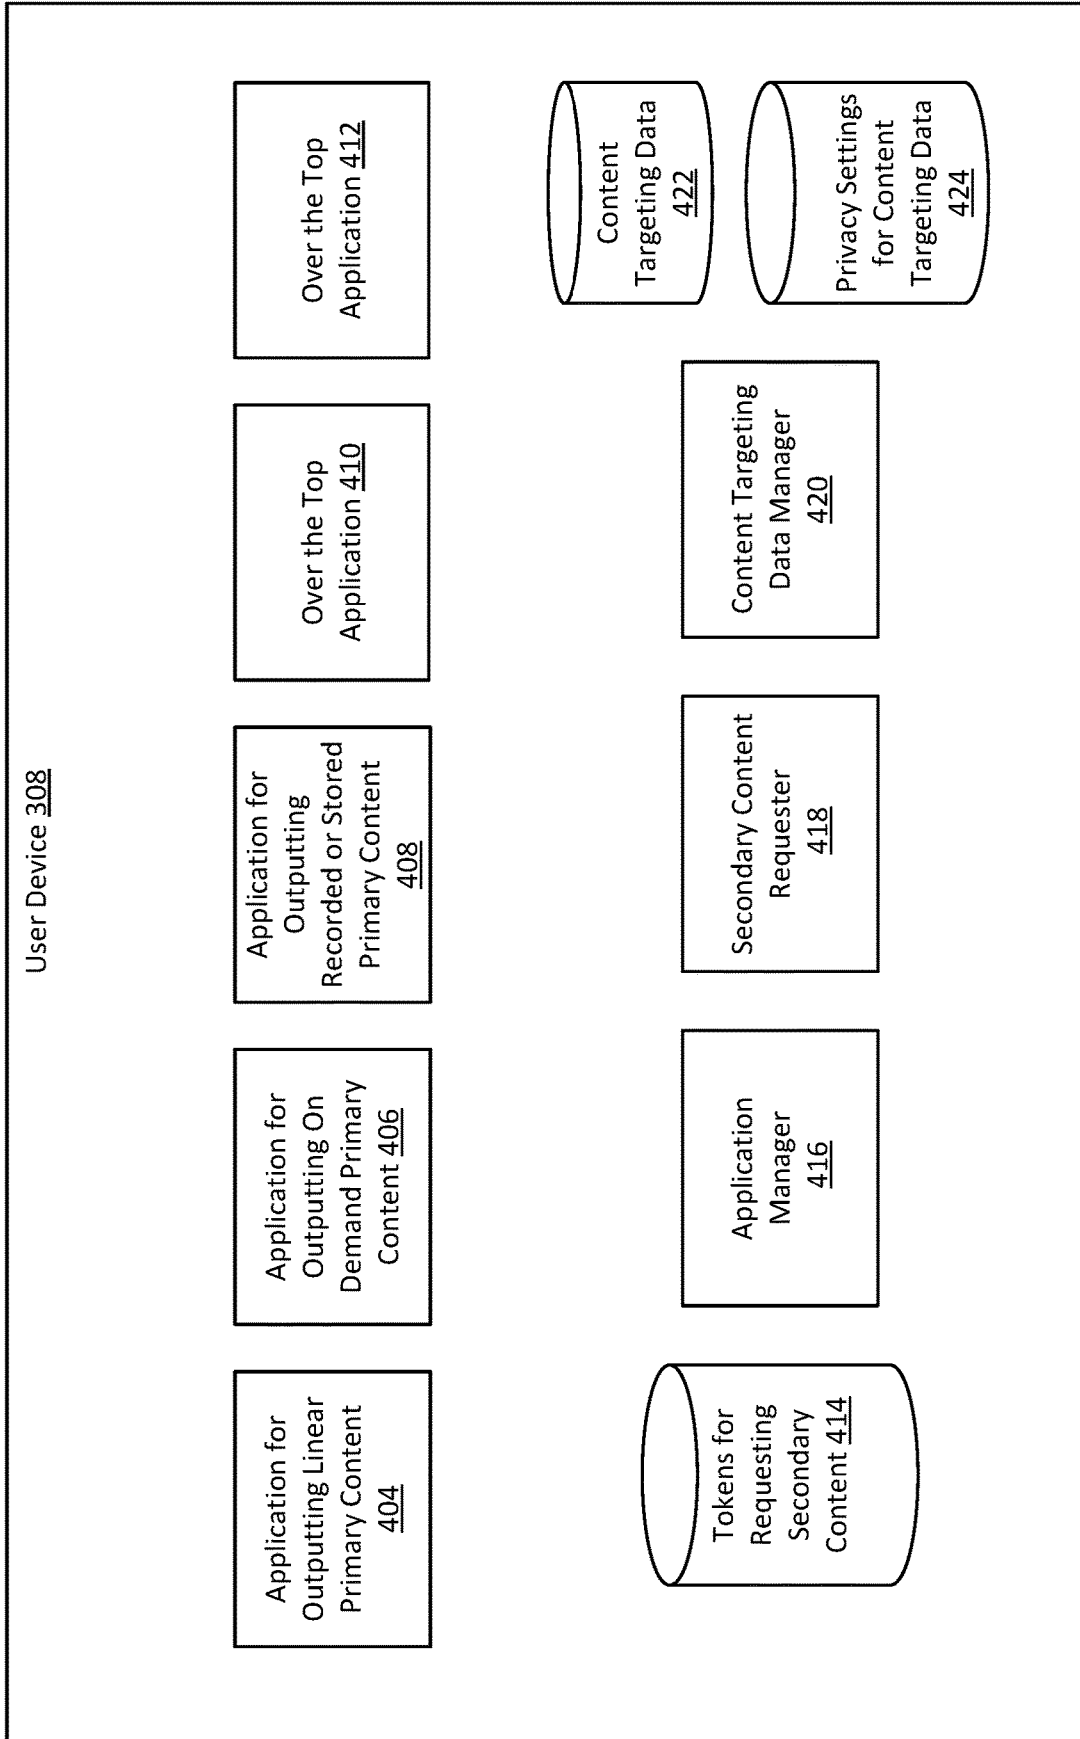 User Device 308
Application for
Outputting Linear
Primary Content
404
Application for
Outputting On
Demand Primary
Content 406
Application for
Outputting
Recorded or Stored
Primary Content
408
Over the Top
Application 410
Over the Top
Application 412
Tokens for
Requesting
Secondary
Content 414
Application
Manager
416
Secondary Content
Requester
418
Content Targeting
Data Manager
420
Content
Targeting Data
422
Privacy Settings
for Content
Targeting Data
424